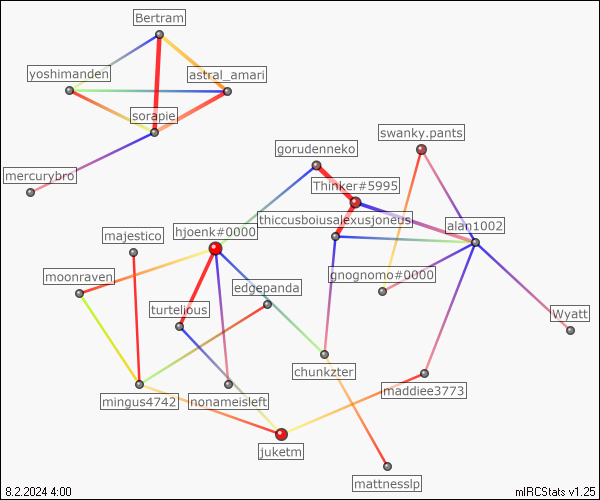 Bertram
yoshimanden
astral_amari
sorapie
swanky.pants
gorudenneko
mercurybro
Thinker#5995
thiccusboiusalexusjoneus
alan1002
majestico
hjoenk#0000
moonraven
gnognomo#0000
edgepanda
turtelious
Wyatt
chunkzter
maddiee3773
mingus4742
nonameisleft
juketm
mattnesslp
8.2.2024 4:00
mIRCStats v1.25